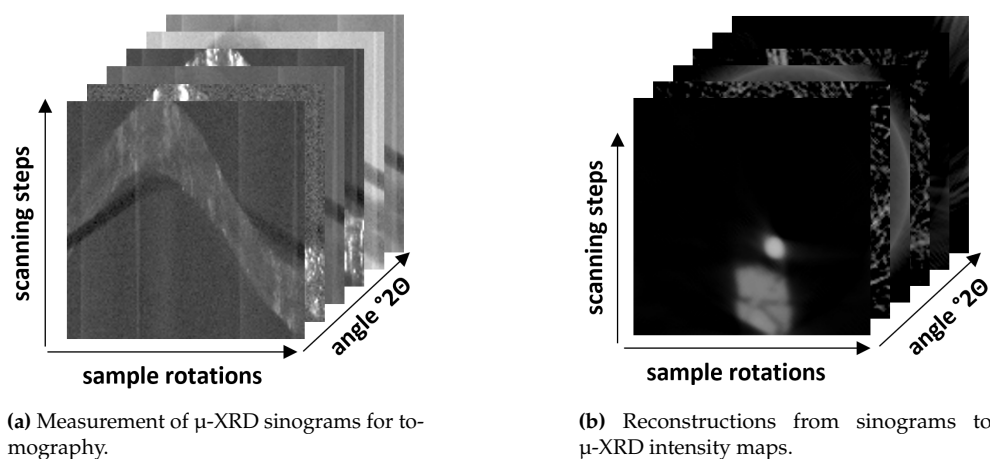 scanning steps
angle °2Θ
sample rotations
scanning steps
angle °2Θ
sample rotations
(a) Measurement of µ-XRD sinograms for to-
mography.
(b) Reconstructions from sinograms to
µ-XRD intensity maps.